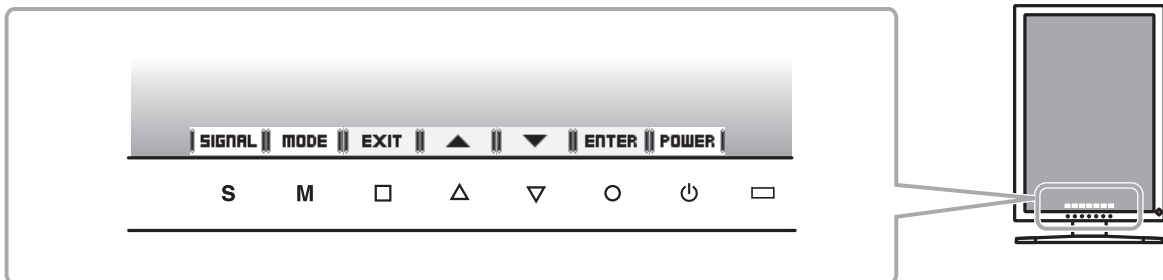 SIGNAL MODE EXIT ▲ ▼ ENTER POWER
S M □ △ ▽ ○ ⏻ ▭